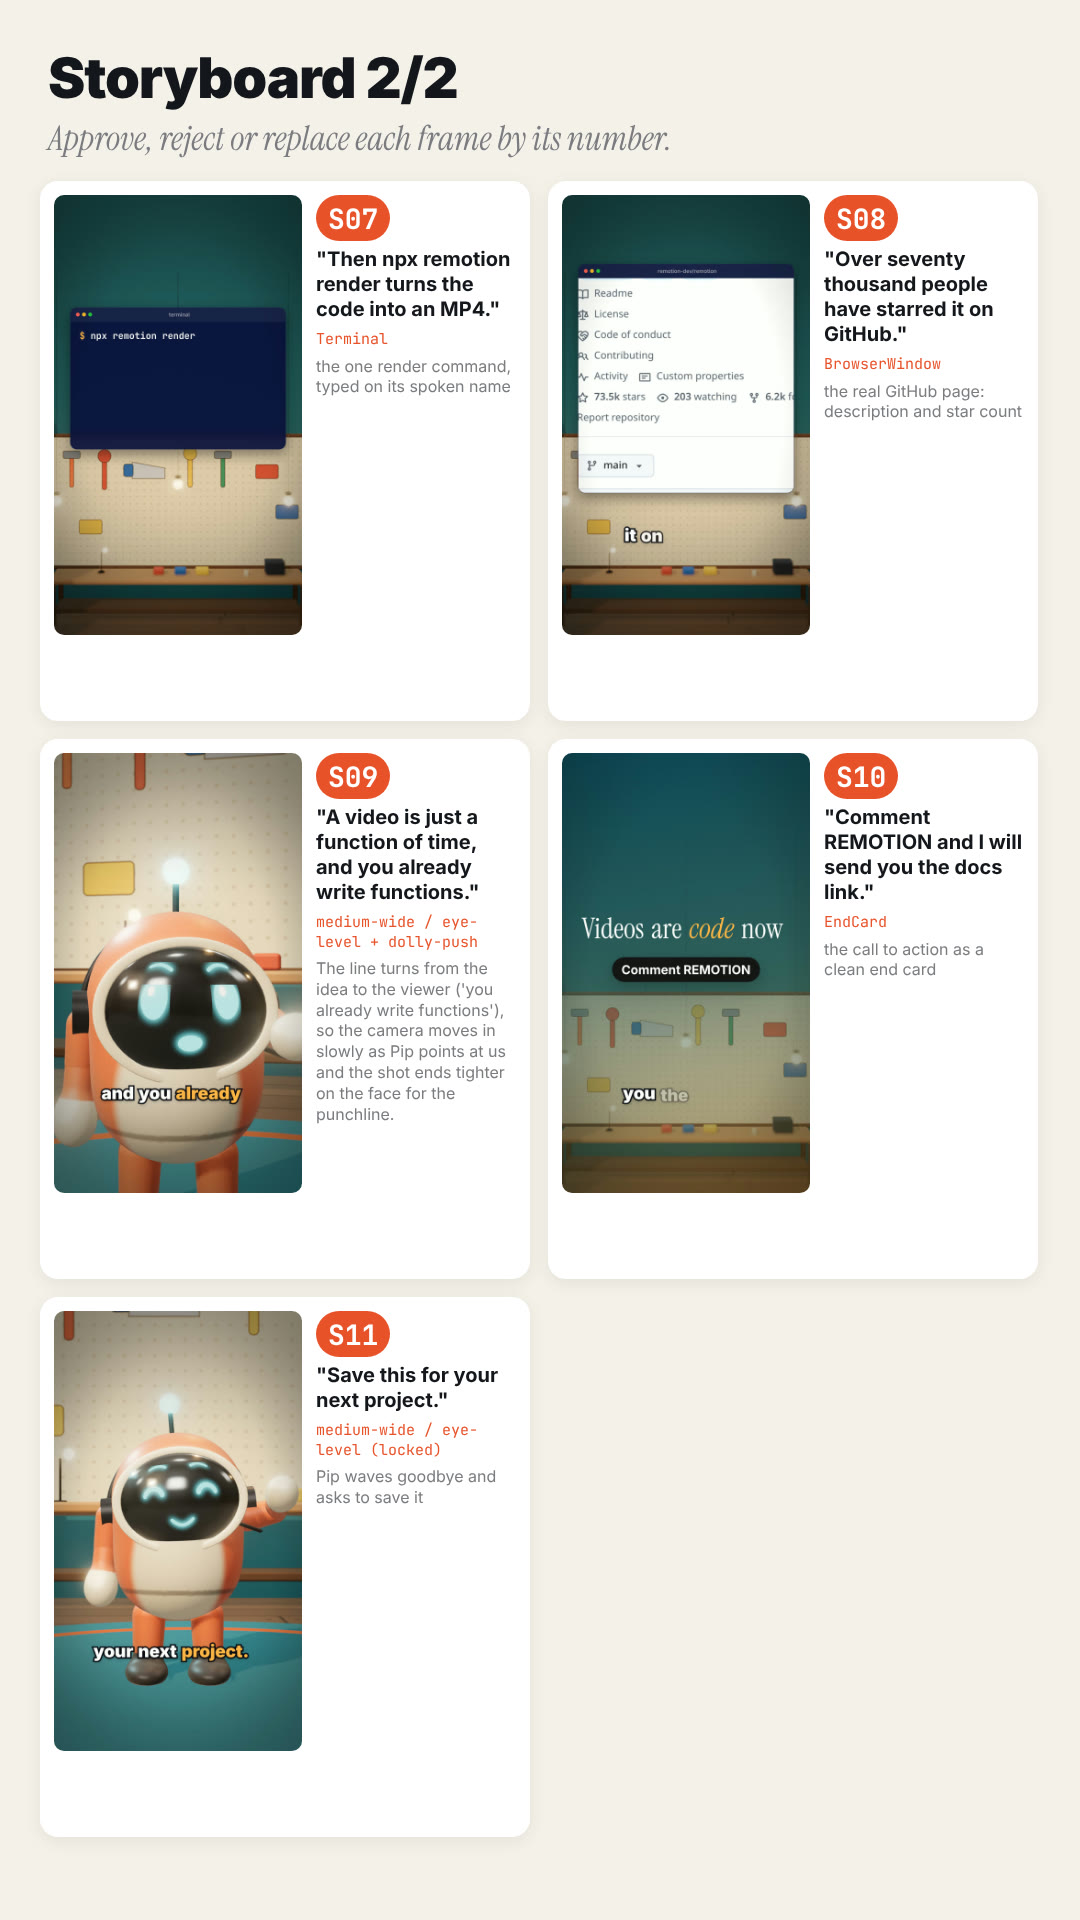 Storyboard 2/2
Approve, reject or replace each frame by its number.
terminal
$ npx remotion render
S07
"Then npx remotion
render turns the
code into an MP4."
Terminal
the one render command,
typed on its spoken name
remotion-dev/remotion
Readme
License
Code of conduct
Contributing
Activity Custom properties
73.5k stars 203 watching 6.2k f
Report repository
main
it on
S08
"Over seventy
thousand people
have starred it on
GitHub."
BrowserWindow
the real GitHub page:
description and star count
and you already
S09
"A video is just a
function of time,
and you already
write functions."
medium-wide / eye-
level + dolly-push
The line turns from the
idea to the viewer ('you
already write functions'),
so the camera moves in
slowly as Pip points at us
and the shot ends tighter
on the face for the
punchline.
Videos are code now
Comment REMOTION
you the
S10
"Comment
REMOTION and I will
send you the docs
link."
EndCard
the call to action as a
clean end card
your next project.
S11
"Save this for your
next project."
medium-wide / eye-
level (locked)
Pip waves goodbye and
asks to save it